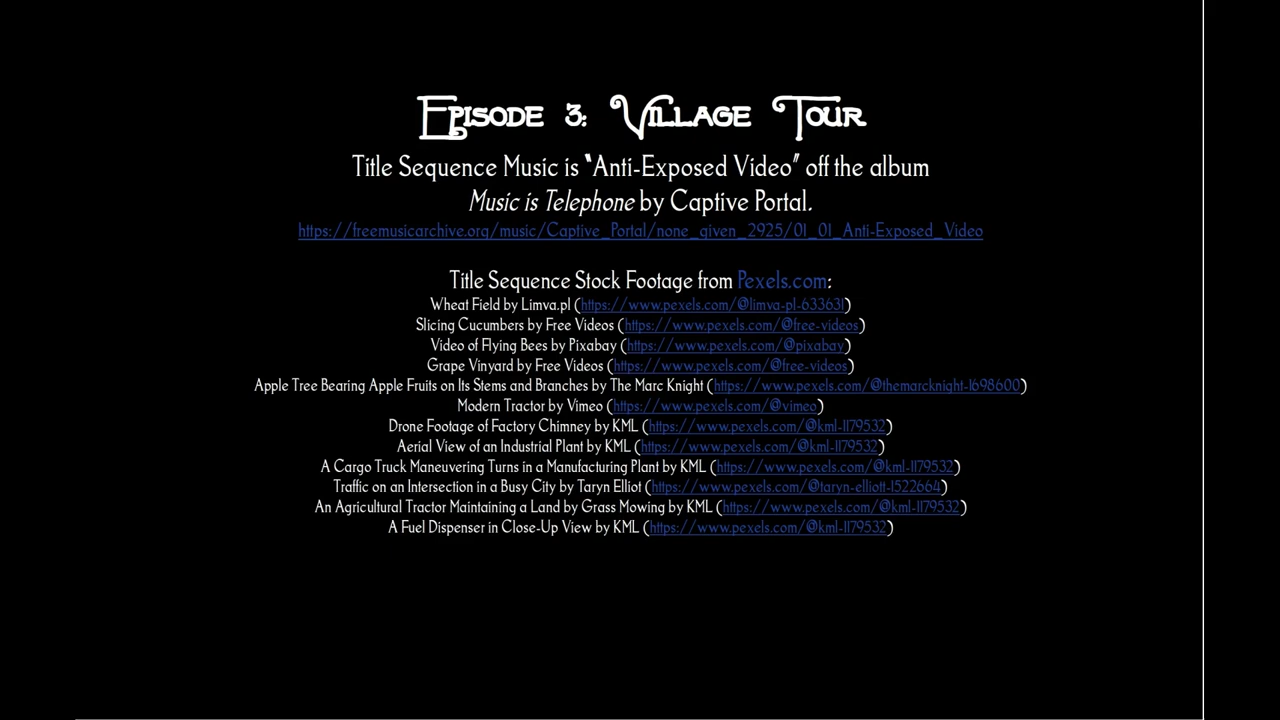 Episode 3: Village Tour
Title Sequence Music is "Anti-Exposed Video" off the album
Music is Telephone by Captive Portal.
https://freemusicarchive.org/music/Captive_Portal/none_given_2925/01_01_Anti-Exposed_Video
Title Sequence Stock Footage from Pexels.com:
Wheat Field by Limva.pl (https://www.pexels.com/@limva-pl-633631)
Slicing Cucumbers by Free Videos (https://www.pexels.com/@free-videos)
Video of Flying Bees by Pixabay (https://www.pexels.com/@pixabay)
Grape Vinyard by Free Videos (https://www.pexels.com/@free-videos)
Apple Tree Bearing Apple Fruits on Its Stems and Branches by The Marc Knight (https://www.pexels.com/@themarcknight-1698600)
Modern Tractor by Vimeo (https://www.pexels.com/@vimeo)
Drone Footage of Factory Chimney by KML (https://www.pexels.com/@kml-1179532)
Aerial View of an Industrial Plant by KML (https://www.pexels.com/@kml-1179532)
A Cargo Truck Maneuvering Turns in a Manufacturing Plant by KML (https://www.pexels.com/@kml-1179532)
Traffic on an Intersection in a Busy City by Taryn Elliot (https://www.pexels.com/@taryn-elliott-1522664)
An Agricultural Tractor Maintaining a Land by Grass Mowing by KML (https://www.pexels.com/@kml-1179532)
A Fuel Dispenser in Close-Up View by KML (https://www.pexels.com/@kml-1179532)